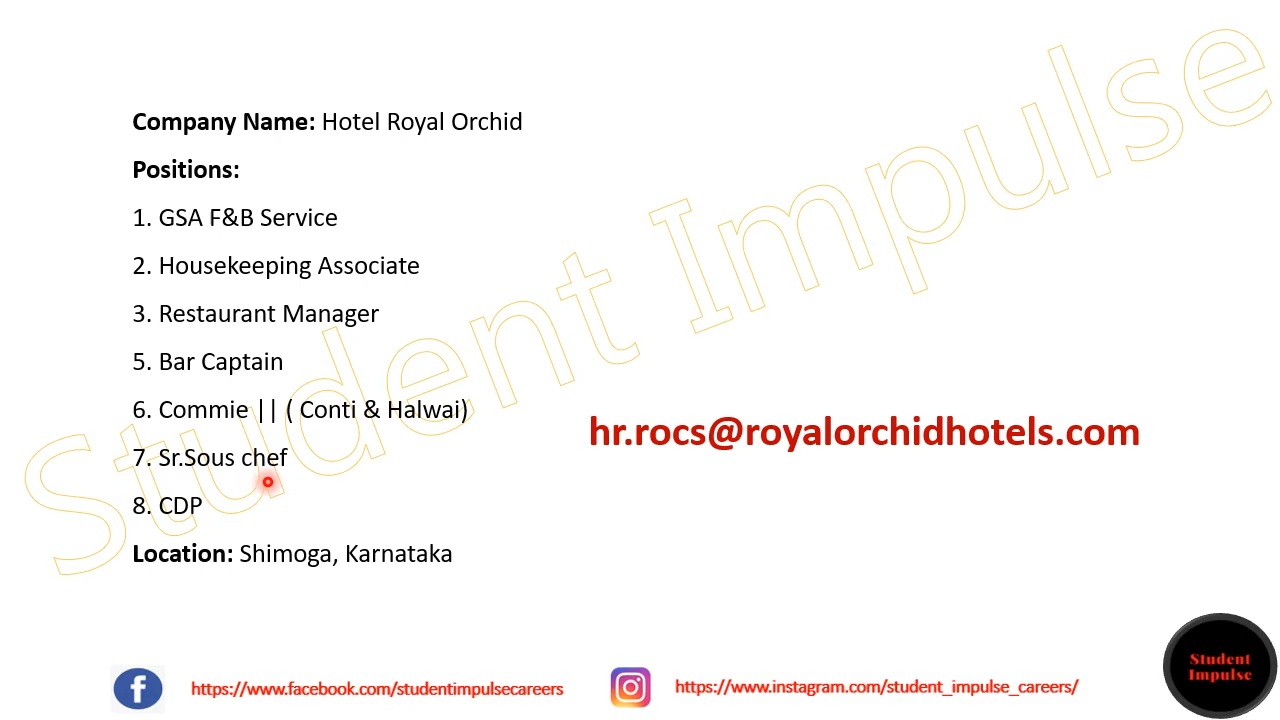 Company Name: Hotel Royal Orchid
Positions:
1. GSA F&B Service
2. Housekeeping Associate
3. Restaurant Manager
5. Bar Captain
6. Commie || ( Conti & Halwai)
7. Sr.Sous chef
8. CDP
Location: Shimoga, Karnataka
hr.rocs@royalorchidhotels.com
Student Impulse
https://www.facebook.com/studentimpulsecareers
https://www.instagram.com/student_impulse_careers/
Student
Impulse